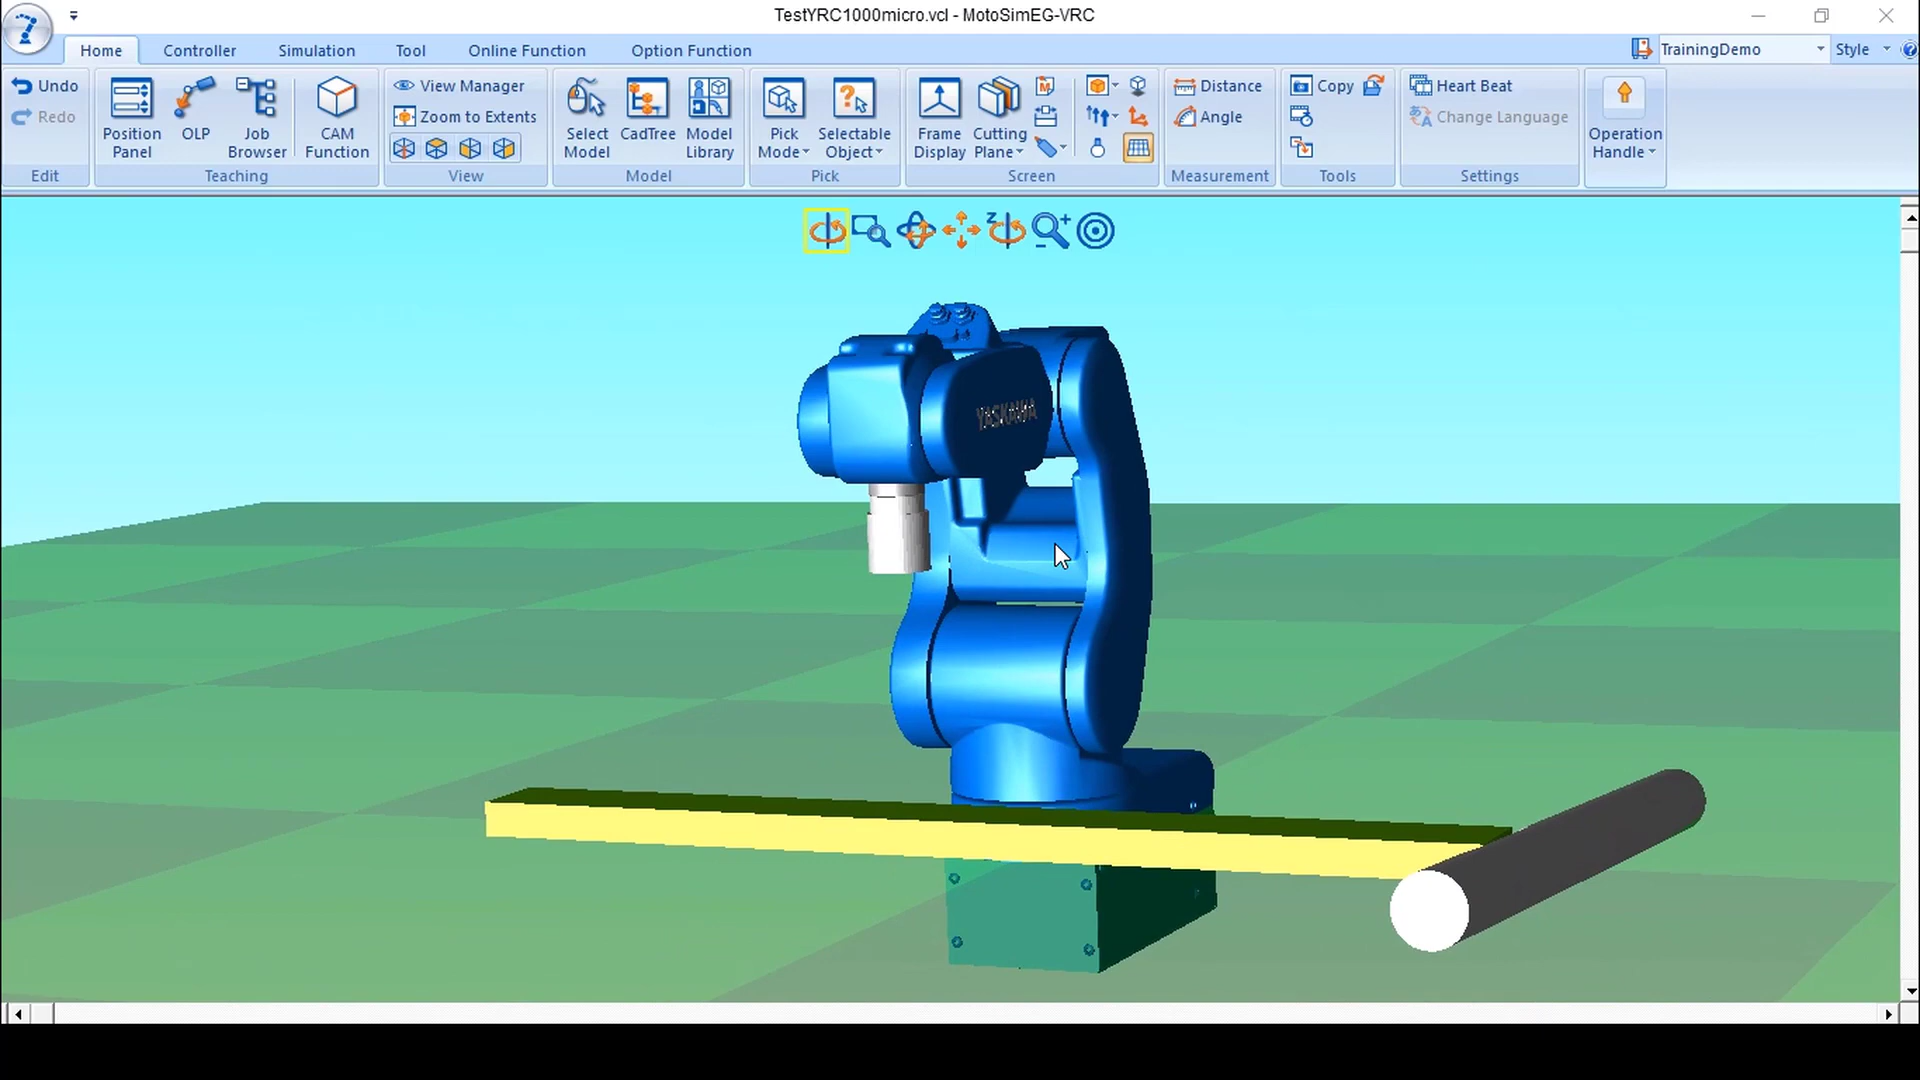 TestYRC1000micro.vcl - MotoSimEG-VRC
Home Controller Simulation Tool Online Function Option Function TrainingDemo Style
Undo
Redo
Edit
Position Panel
OLP
Job Browser
CAM Function
Teaching
View Manager
Zoom to Extents
View
Select Model
CadTree
Model Library
Model
Pick Mode
Selectable Object
Pick
Frame Display
Cutting Plane
Screen
Distance
Angle
Measurement
Copy
Tools
Heart Beat
Change Language
Settings
Operation Handle
YASKAWA